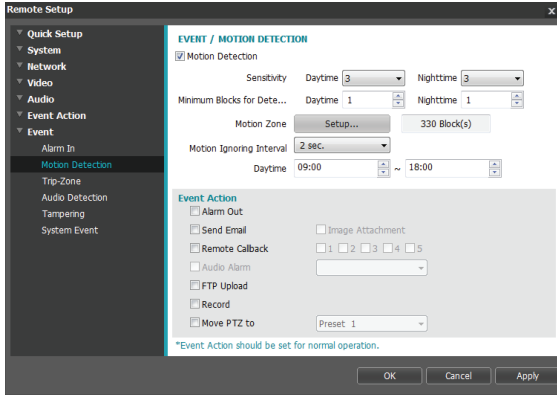 Remote Setup x
Quick Setup
System
Network
Video
Audio
Event Action
Event
Alarm In
Motion Detection
Trip-Zone
Audio Detection
Tampering
System Event
EVENT / MOTION DETECTION
Motion Detection
Sensitivity Daytime 3 Nighttime 3
Minimum Blocks for Dete... Daytime 1 Nighttime 1
Motion Zone Setup... 330 Block(s)
Motion Ignoring Interval 2 sec.
Daytime 09:00 ~ 18:00
Event Action
Alarm Out
Send Email Image Attachment
Remote Callback 1 2 3 4 5
Audio Alarm
FTP Upload
Record
Move PTZ to Preset 1
*Event Action should be set for normal operation.
OK Cancel Apply